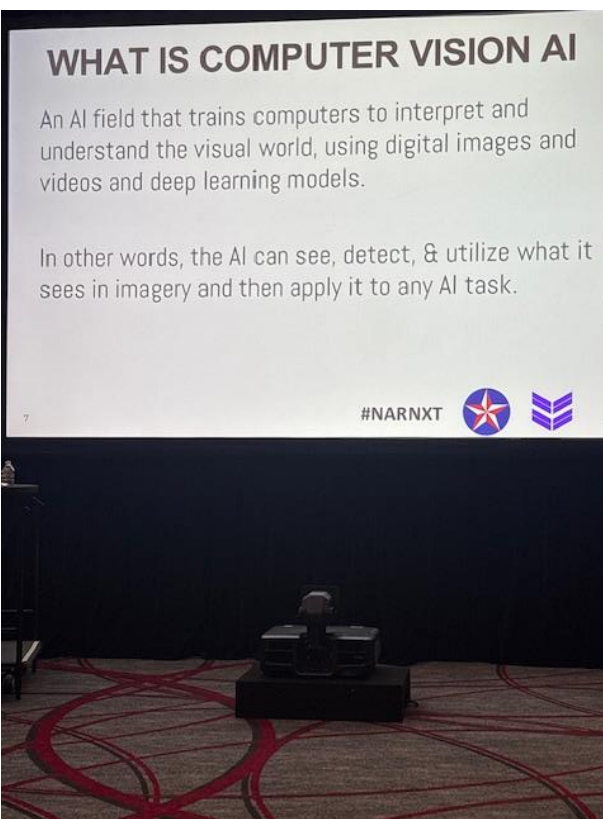 WHAT IS COMPUTER VISION AI
An AI field that trains computers to interpret and
understand the visual world, using digital images and
videos and deep learning models.
In other words, the AI can see, detect, & utilize what it
sees in imagery and then apply it to any AI task.
7
#NARNXT